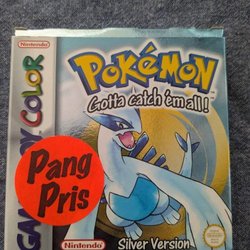 Nintendo
POKéMON
Gotta catch 'em all!
GAME BOY COLOR
Pang
Pris
Silver Version
Nintendo